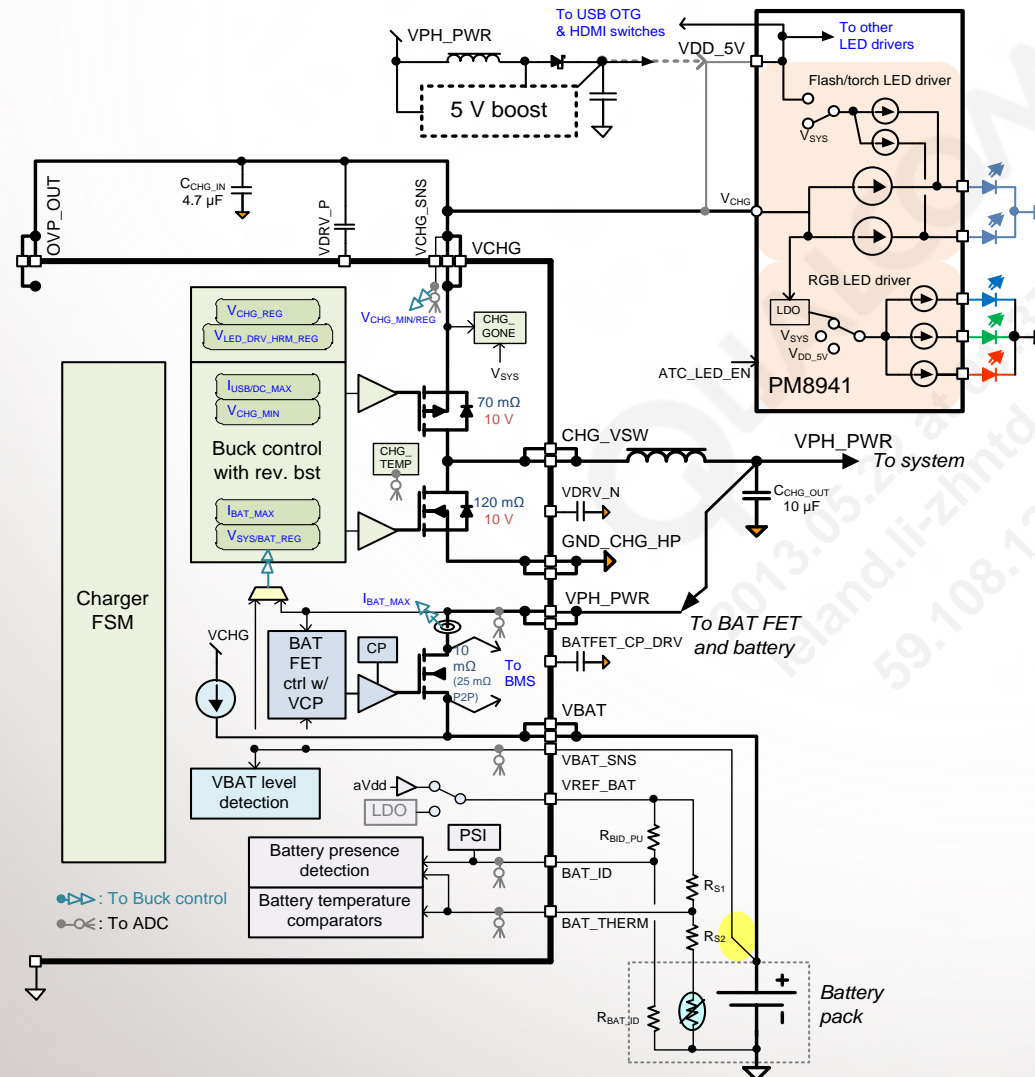 To USB OTG
& HDMI switches
VPH_PWR
VDD_5V
To other
LED drivers
Flash/torch LED driver
5 V boost
VSYS
OVP_OUT
CCHG_IN
4.7 µF
VDRV_P
VCHG_SNS
VCHG
VCHG
RGB LED driver
VCHG_REG
VLED_DRV_HRM_REG
VCHG_MIN/REG
CHG_
GONE
VSYS
LDO
VSYS
VDD_5V
ATC_LED_EN
PM8941
IUSB/DC_MAX
VCHG_MIN
70 mΩ
10 V
Buck control
with rev. bst
CHG_
TEMP
CHG_VSW
VPH_PWR
To system
IBAT_MAX
VSYS/BAT_REG
120 mΩ
10 V
VDRV_N
CCHG_OUT
10 µF
GND_CHG_HP
Charger
FSM
IBAT_MAX
VPH_PWR
To BAT FET
and battery
VCHG
BAT
FET
ctrl w/
VCP
CP
10
mΩ
(25 mΩ
P2P)
To
BMS
BATFET_CP_DRV
VBAT
VBAT_SNS
VBAT level
detection
aVdd
LDO
VREF_BAT
RBID_PU
PSI
Battery presence
detection
BAT_ID
RS1
Battery temperature
comparators
BAT_THERM
RS2
: To Buck control
: To ADC
RBAT_ID
+
Battery
pack
QUALCOM